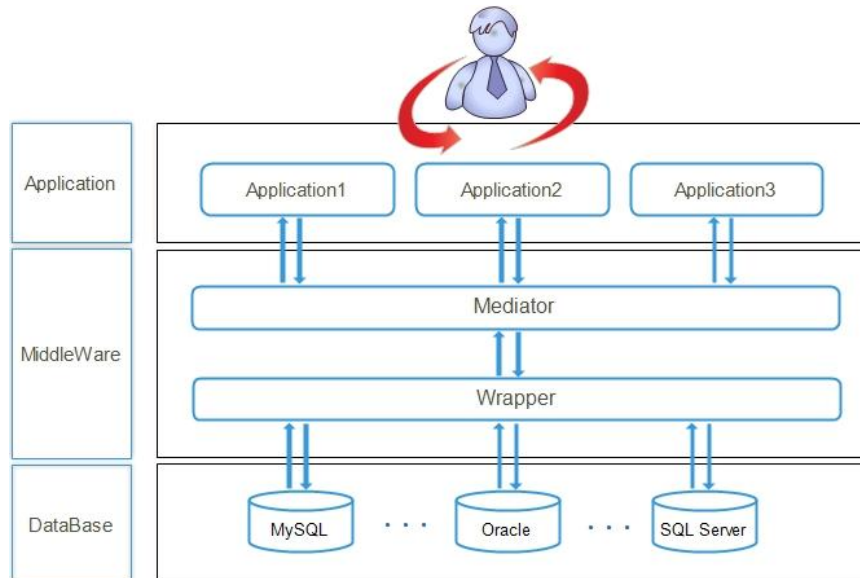 Application
Application1
Application2
Application3
MiddleWare
Mediator
Wrapper
DataBase
MySQL
. . .
Oracle
. . .
SQL Server